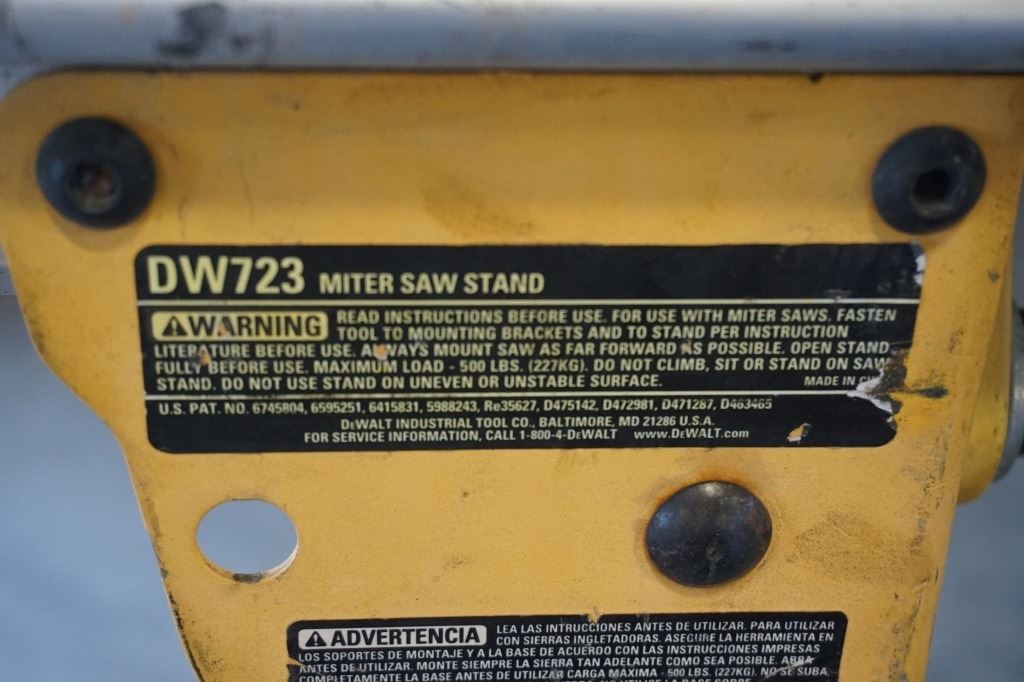 DW723 MITER SAW STAND
WARNING READ INSTRUCTIONS BEFORE USE. FOR USE WITH MITER SAWS. FASTEN
TOOL TO MOUNTING BRACKETS AND TO STAND PER INSTRUCTION
LITERATURE BEFORE USE. ALWAYS MOUNT SAW AS FAR FORWARD AS POSSIBLE. OPEN STAND
FULLY BEFORE USE. MAXIMUM LOAD - 500 LBS. (227KG). DO NOT CLIMB, SIT OR STAND ON SAW
STAND. DO NOT USE STAND ON UNEVEN OR UNSTABLE SURFACE. MADE IN
U.S. PAT. NO. 6745804, 6595251, 6415831, 5988243, Re35627, D475142, D472981, D471287, D463465
DEWALT INDUSTRIAL TOOL CO., BALTIMORE, MD 21286 U.S.A.
FOR SERVICE INFORMATION, CALL 1-800-4-DEWALT www.DEWALT.com
ADVERTENCIA LEA LAS INTRUCCIONES ANTES DE UTILIZAR. PARA UTILIZAR
CON SIERRAS INGLETADORAS. ASEGURE LA HERRAMIENTA EN
LOS SOPORTES DE MONTAJE Y A LA BASE DE ACUERDO CON LAS INSTRUCCIONES IMPRESAS
ANTES DE UTILIZAR. MONTE SIEMPRE LA SIERRA TAN ADELANTE COMO SEA POSIBLE. ABRA
COMPLETAMENTE LA BASE ANTES DE UTILIZAR CARGA MÁXIMA - 500 LBS. (227KG). NO SE SUBA